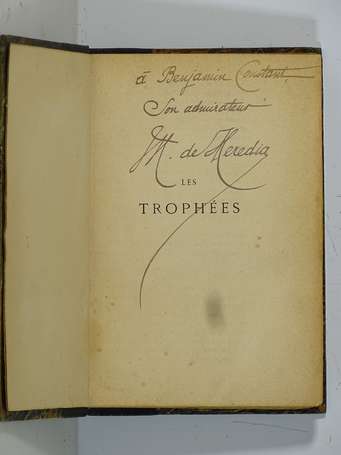 à Benjamin Constant,
Son admirateur
M. de Heredia
LES
TROPHÉES